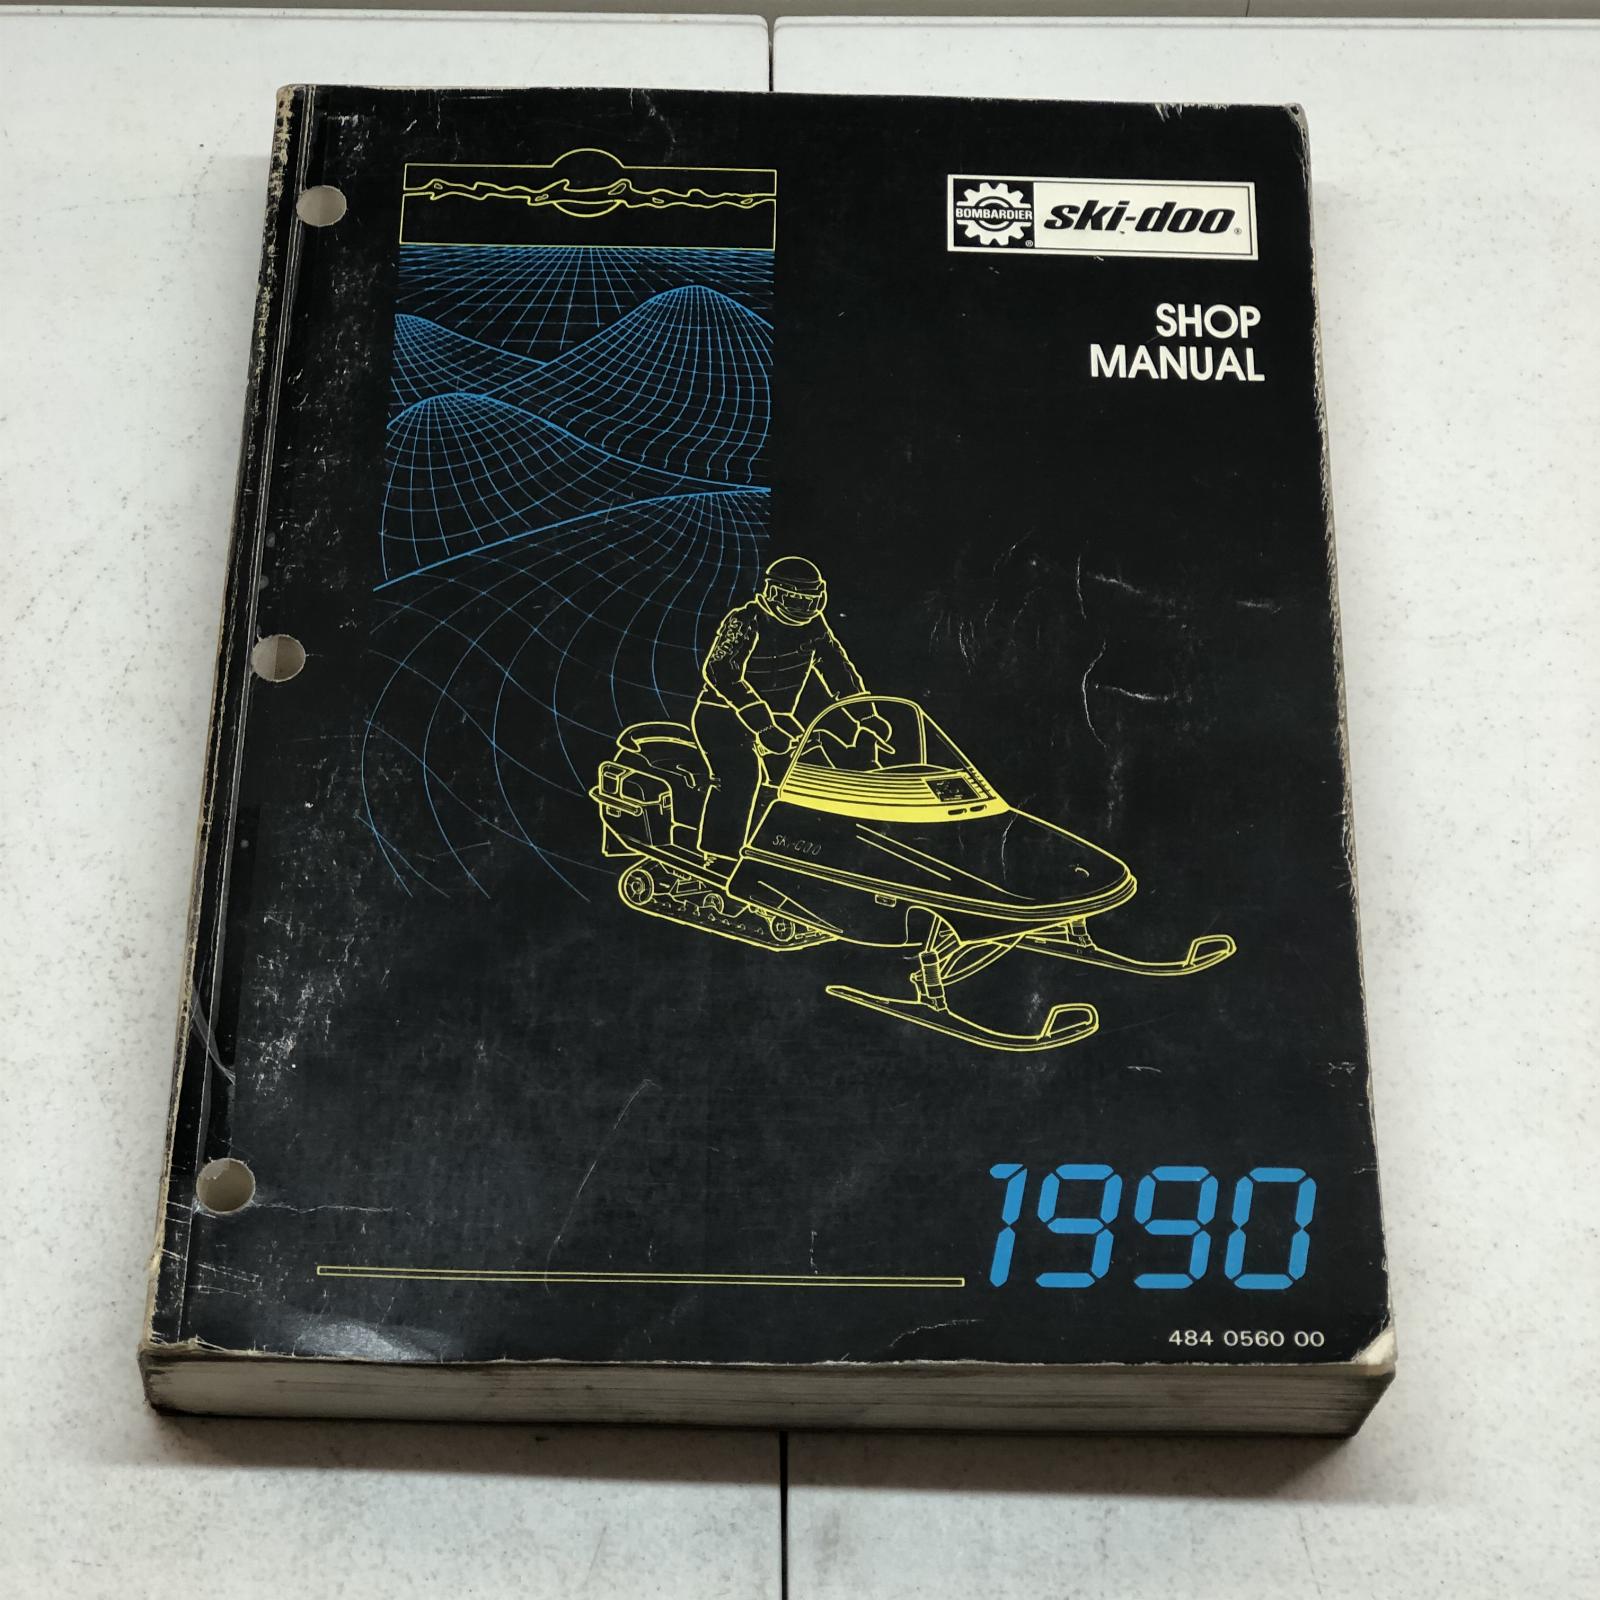 BOMBARDIER
ski-doo
SHOP
MANUAL
SKI-DOO
1990
484 0560 00